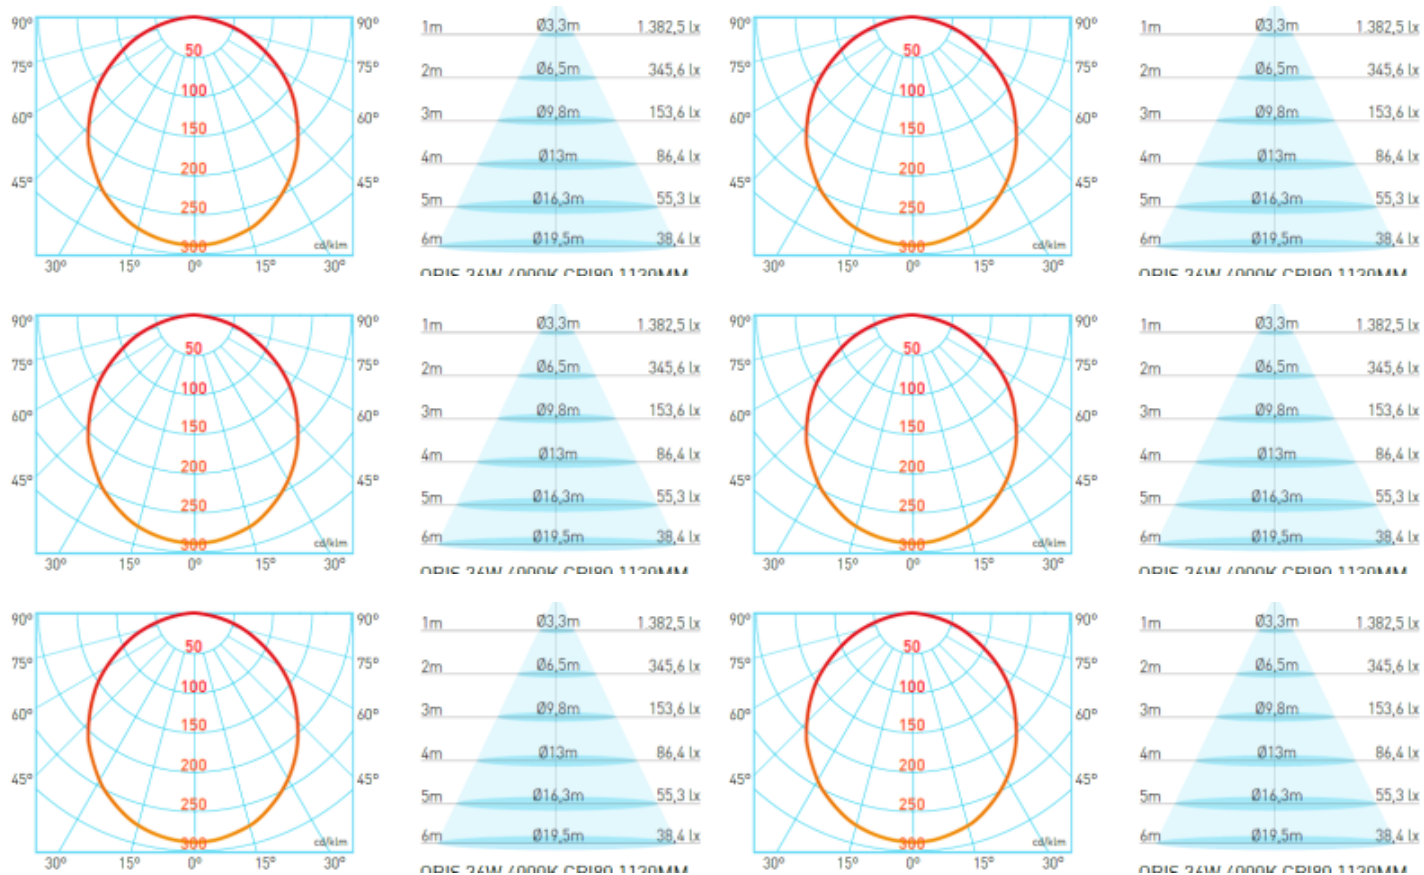 90° 90°
50
75° 75°
100
60° 60°
150
200
45° 45°
250
300 cd/klm
30° 15° 0° 15° 30°
1m Ø3,3m 1.382,5 lx
2m Ø6,5m 345,6 lx
3m Ø9,8m 153,6 lx
4m Ø13m 86,4 lx
5m Ø16,3m 55,3 lx
6m Ø19,5m 38,4 lx
90° 90°
50
75° 75°
100
60° 60°
150
200
45° 45°
250
300 cd/klm
30° 15° 0° 15° 30°
1m Ø3,3m 1.382,5 lx
2m Ø6,5m 345,6 lx
3m Ø9,8m 153,6 lx
4m Ø13m 86,4 lx
5m Ø16,3m 55,3 lx
6m Ø19,5m 38,4 lx
90° 90°
50
75° 75°
100
60° 60°
150
200
45° 45°
250
300 cd/klm
30° 15° 0° 15° 30°
1m Ø3,3m 1.382,5 lx
2m Ø6,5m 345,6 lx
3m Ø9,8m 153,6 lx
4m Ø13m 86,4 lx
5m Ø16,3m 55,3 lx
6m Ø19,5m 38,4 lx
90° 90°
50
75° 75°
100
60° 60°
150
200
45° 45°
250
300 cd/klm
30° 15° 0° 15° 30°
1m Ø3,3m 1.382,5 lx
2m Ø6,5m 345,6 lx
3m Ø9,8m 153,6 lx
4m Ø13m 86,4 lx
5m Ø16,3m 55,3 lx
6m Ø19,5m 38,4 lx
90° 90°
50
75° 75°
100
60° 60°
150
200
45° 45°
250
300 cd/klm
30° 15° 0° 15° 30°
1m Ø3,3m 1.382,5 lx
2m Ø6,5m 345,6 lx
3m Ø9,8m 153,6 lx
4m Ø13m 86,4 lx
5m Ø16,3m 55,3 lx
6m Ø19,5m 38,4 lx
90° 90°
50
75° 75°
100
60° 60°
150
200
45° 45°
250
300 cd/klm
30° 15° 0° 15° 30°
1m Ø3,3m 1.382,5 lx
2m Ø6,5m 345,6 lx
3m Ø9,8m 153,6 lx
4m Ø13m 86,4 lx
5m Ø16,3m 55,3 lx
6m Ø19,5m 38,4 lx